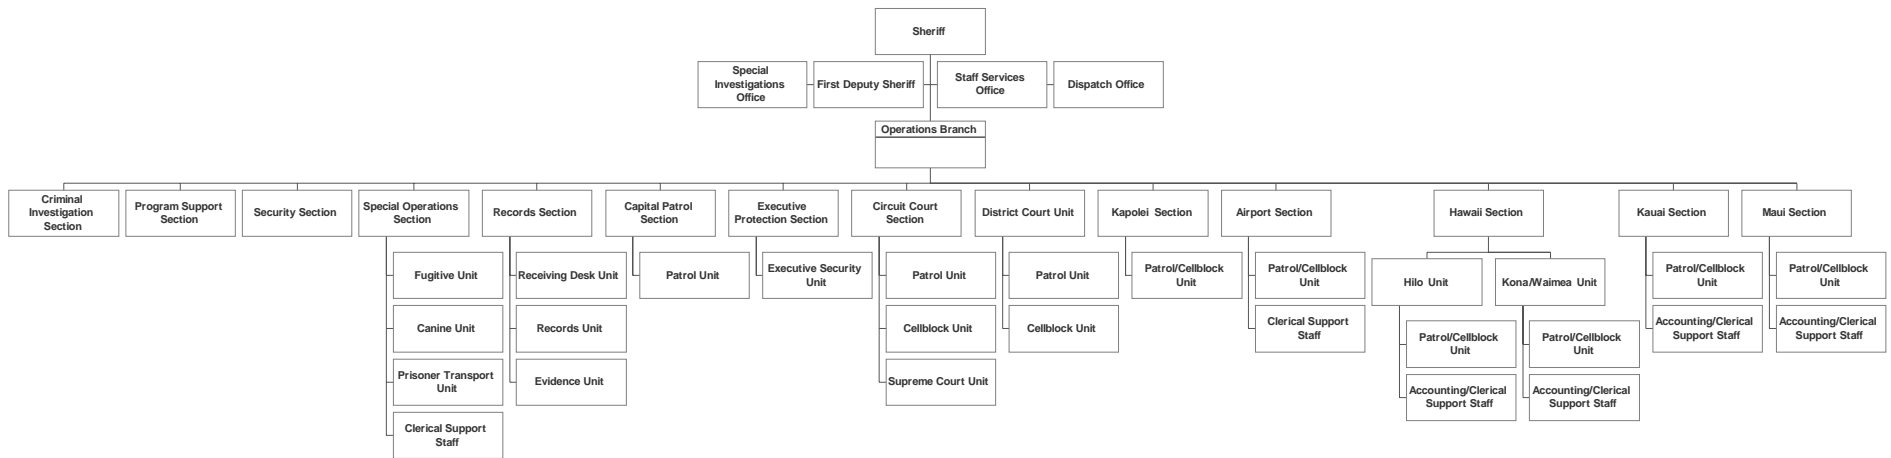 Sheriff
Special
Investigations
Office
First Deputy Sheriff
Staff Services
Office
Dispatch Office
Operations Branch
Criminal
Investigation
Section
Program Support
Section
Security Section
Special Operations
Section
Records Section
Capital Patrol
Section
Executive
Protection Section
Circuit Court
Section
District Court Unit
Kapolei Section
Airport Section
Hawaii Section
Kauai Section
Maui Section
Fugitive Unit
Canine Unit
Prisoner Transport
Unit
Clerical Support
Staff
Receiving Desk Unit
Records Unit
Evidence Unit
Patrol Unit
Executive Security
Unit
Patrol Unit
Cellblock Unit
Supreme Court Unit
Patrol Unit
Cellblock Unit
Patrol/Cellblock
Unit
Patrol/Cellblock
Unit
Clerical Support
Staff
Hilo Unit
Patrol/Cellblock
Unit
Accounting/Clerical
Support Staff
Kona/Waimea Unit
Patrol/Cellblock
Unit
Accounting/Clerical
Support Staff
Patrol/Cellblock
Unit
Accounting/Clerical
Support Staff
Patrol/Cellblock
Unit
Accounting/Clerical
Support Staff